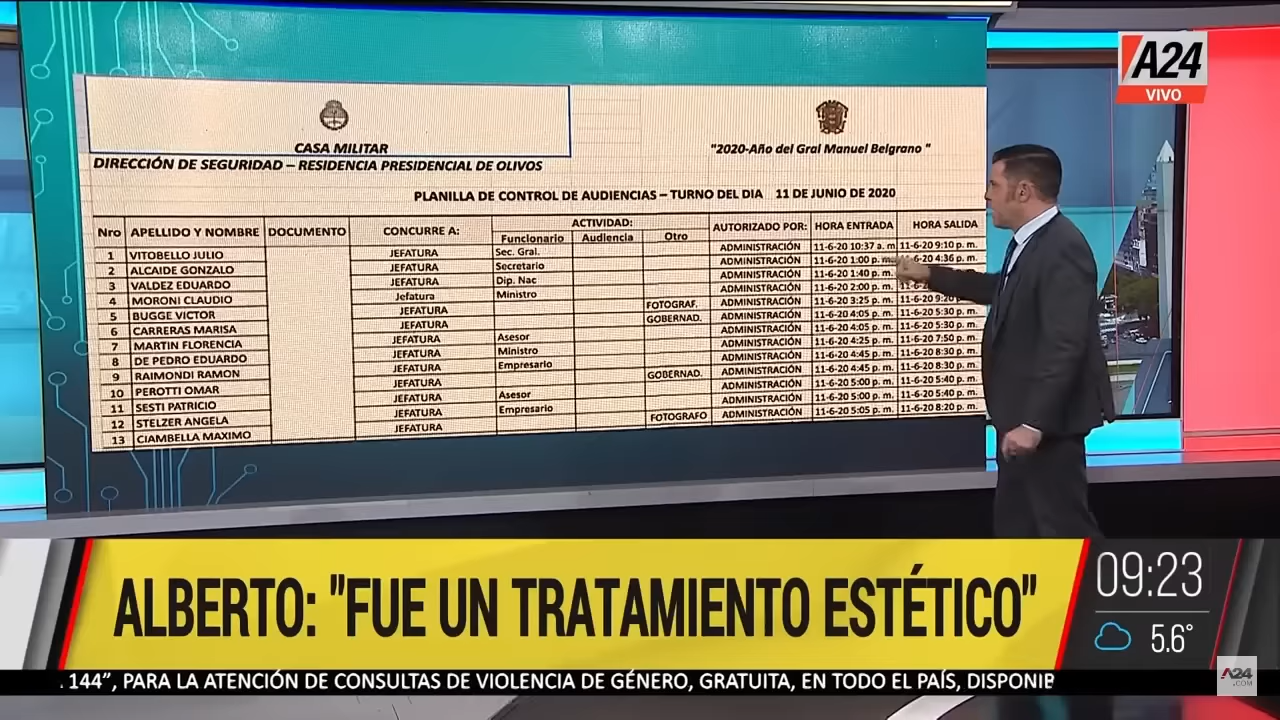 A24
VIVO
CASA MILITAR
"2020-Año del Gral Manuel Belgrano "
DIRECCIÓN DE SEGURIDAD – RESIDENCIA PRESIDENCIAL DE OLIVOS
PLANILLA DE CONTROL DE AUDIENCIAS – TURNO DEL DIA 11 DE JUNIO DE 2020
Nro APELLIDO Y NOMBRE DOCUMENTO CONCURRE A: ACTIVIDAD: AUTORIZADO POR: HORA ENTRADA HORA SALIDA
Funcionario Audiencia Otro
1 VITOBELLO JULIO JEFATURA Sec. Gral. ADMINISTRACIÓN 11-6-20 10:37 a. m 11-6-20 9:10 p. m.
2 ALCAIDE GONZALO JEFATURA Secretario ADMINISTRACIÓN 11-6-20 1:00 p. m. 6-20 4:36 p. m.
3 VALDEZ EDUARDO JEFATURA Dip. Nac ADMINISTRACIÓN 11-6-20 1:40 p. m.
4 MORONI CLAUDIO Jefatura Ministro ADMINISTRACIÓN 11-6-20 2:00 p. m.
5 BUGGE VICTOR JEFATURA FOTOGRAF. ADMINISTRACIÓN 11-6-20 3:25 p. m. 11-6-20 9:20 p. m.
6 CARRERAS MARISA JEFATURA GOBERNAD. ADMINISTRACIÓN 11-6-20 4:05 p. m. 11-6-20 5:30 p. m.
7 MARTIN FLORENCIA JEFATURA Asesor ADMINISTRACIÓN 11-6-20 4:05 p. m. 11-6-20 5:30 p. m.
8 DE PEDRO EDUARDO JEFATURA Ministro ADMINISTRACIÓN 11-6-20 4:25 p. m. 11-6-20 7:50 p. m.
9 RAIMONDI RAMON JEFATURA Empresario ADMINISTRACIÓN 11-6-20 4:45 p. m. 11-6-20 8:30 p. m.
10 PEROTTI OMAR JEFATURA GOBERNAD. ADMINISTRACIÓN 11-6-20 4:45 p. m. 11-6-20 8:30 p. m.
11 SESTI PATRICIO JEFATURA Asesor ADMINISTRACIÓN 11-6-20 5:00 p. m. 11-6-20 5:40 p. m.
12 STELZER ANGELA JEFATURA Empresario ADMINISTRACIÓN 11-6-20 5:00 p. m. 11-6-20 5:40 p. m.
13 CIAMBELLA MAXIMO JEFATURA FOTOGRAFO ADMINISTRACIÓN 11-6-20 5:05 p. m. 11-6-20 8:20 p. m.
ALBERTO: "FUE UN TRATAMIENTO ESTÉTICO"
09:23
5.6°
. 144”, PARA LA ATENCIÓN DE CONSULTAS DE VIOLENCIA DE GÉNERO, GRATUITA, EN TODO EL PAÍS, DISPONIB
A24
.COM